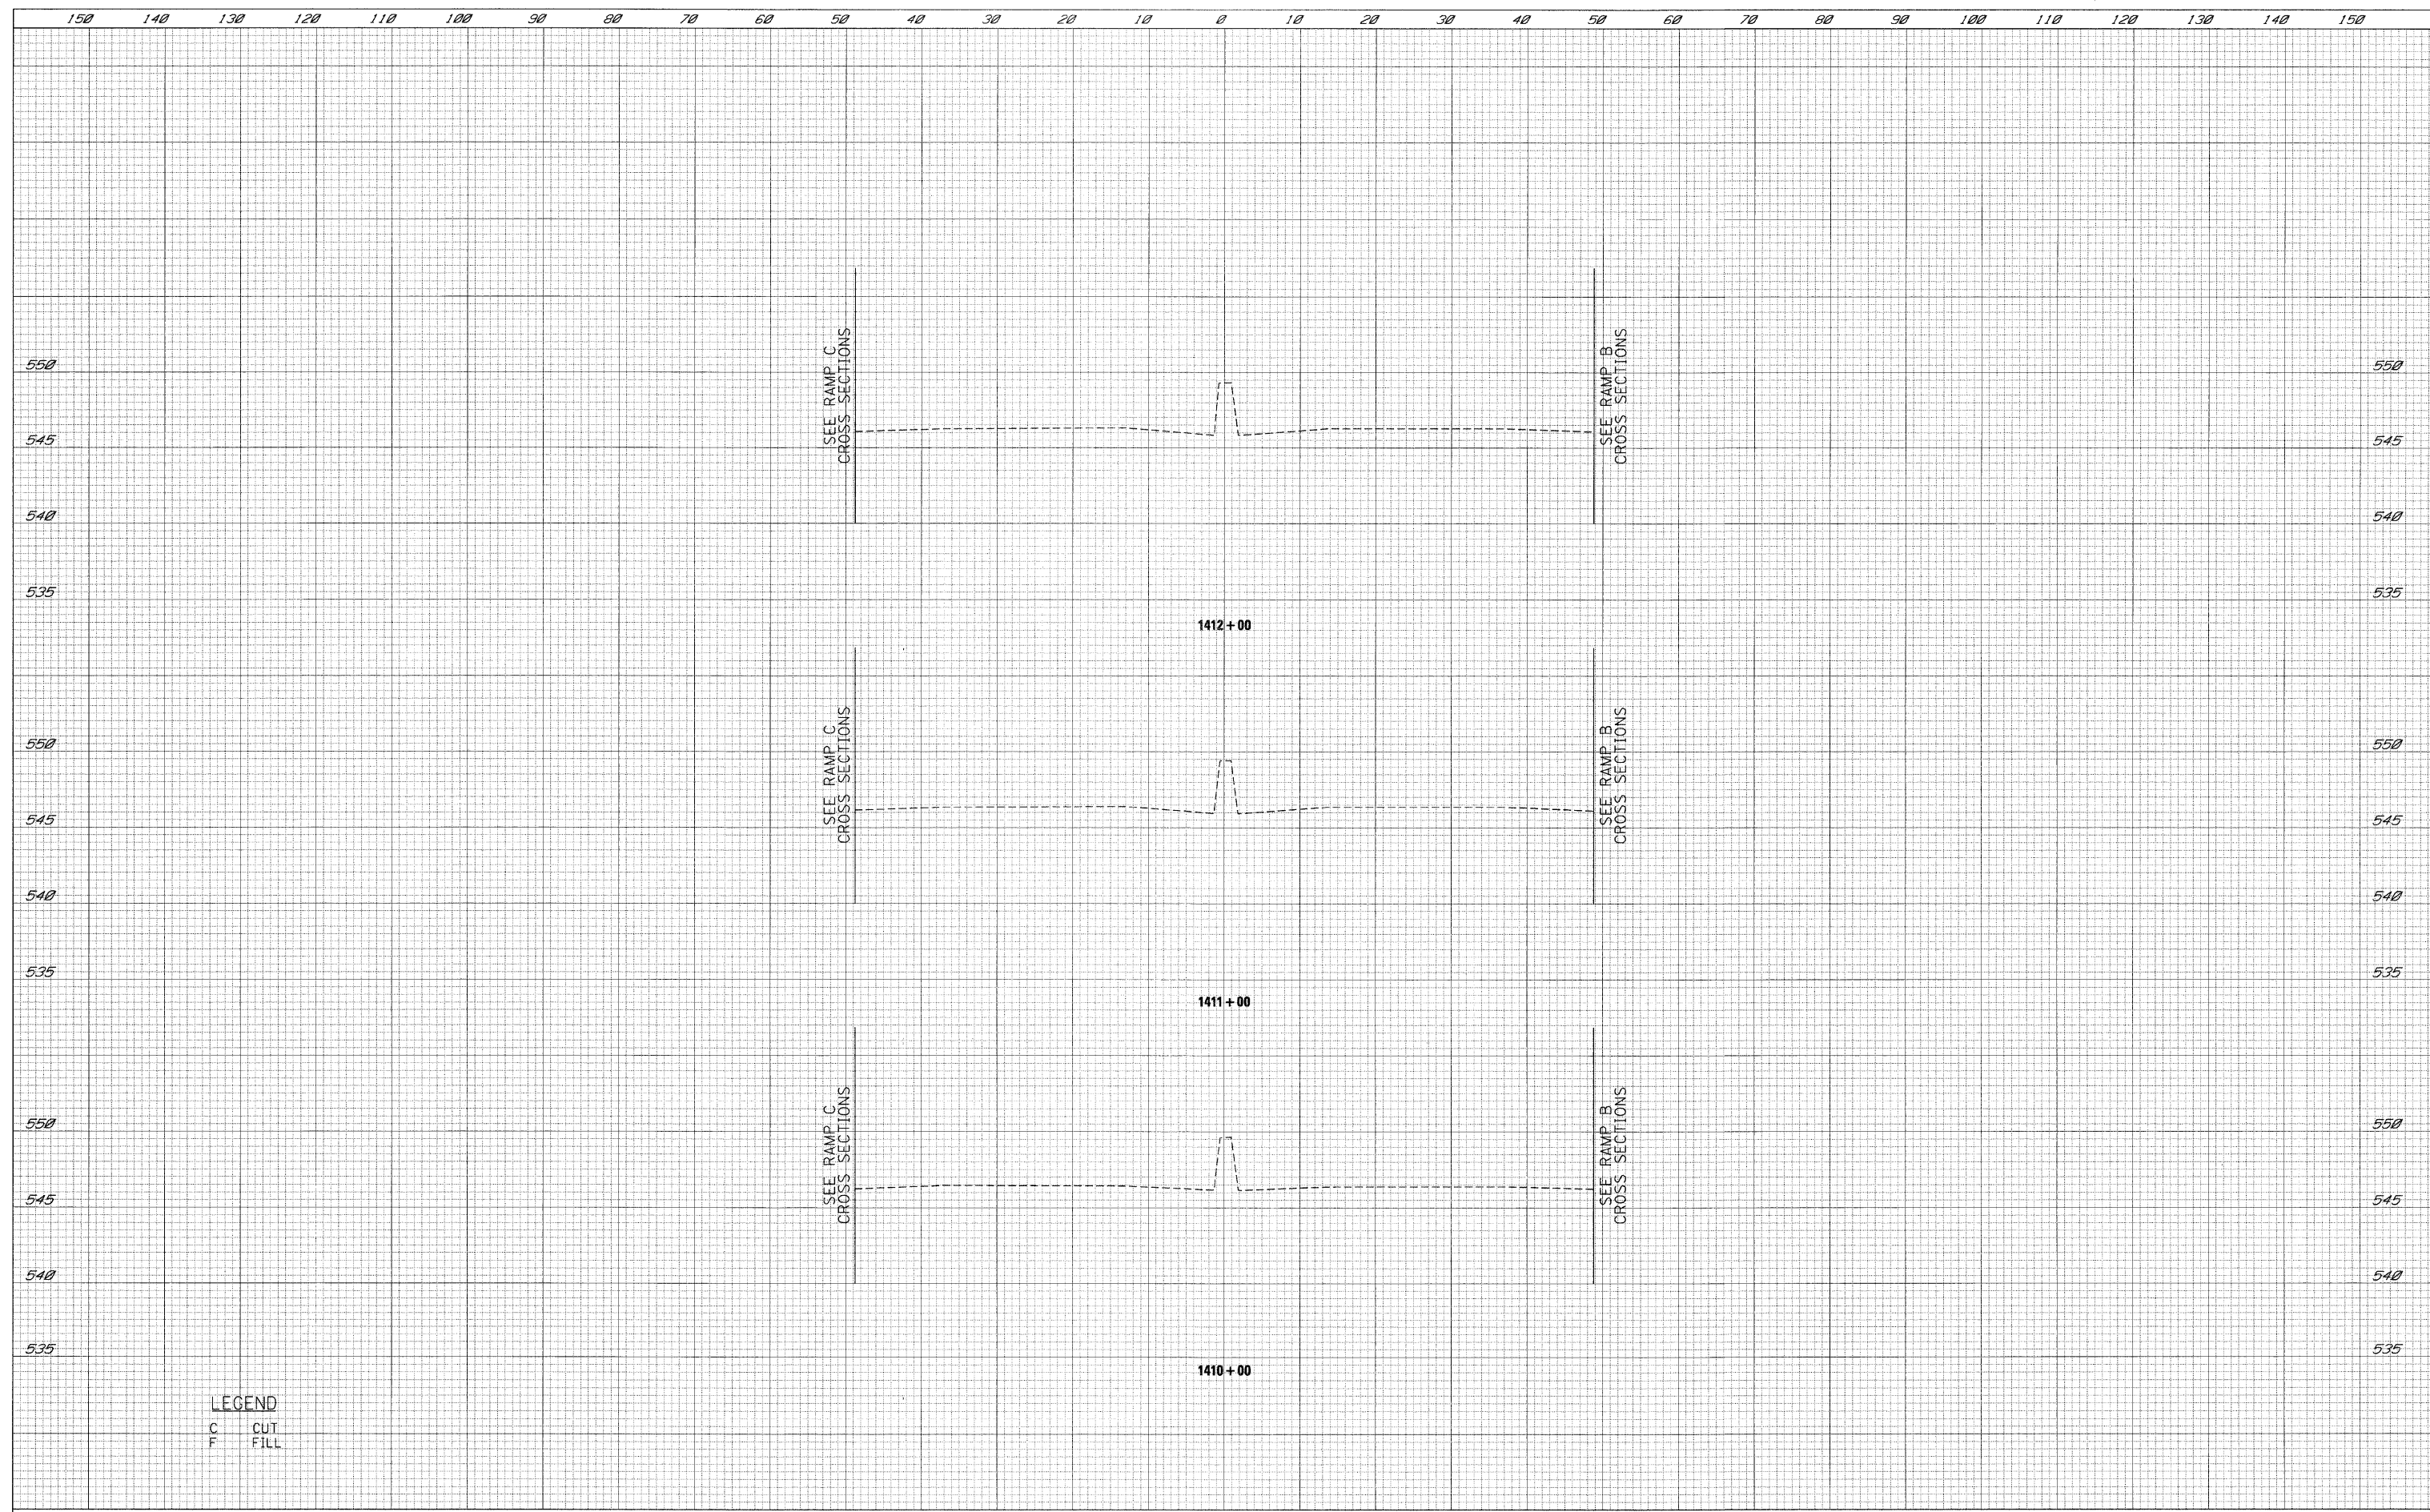 150 140 130 120 110 100 90 80 70 60 50 40 30 20 10 0 10 20 30 40 50 60 70 80 90 100 110 120 130 140 150
SEE RAMP C
CROSS SECTIONS
SEE RAMP B
CROSS SECTIONS
550 550
545 545
540 540
535 535
1412+00
SEE RAMP C
CROSS SECTIONS
SEE RAMP B
CROSS SECTIONS
550 550
545 545
540 540
535 535
1411+00
SEE RAMP C
CROSS SECTIONS
SEE RAMP B
CROSS SECTIONS
550 550
545 545
540 540
535 535
1410+00
LEGEND
C CUT
F FILL